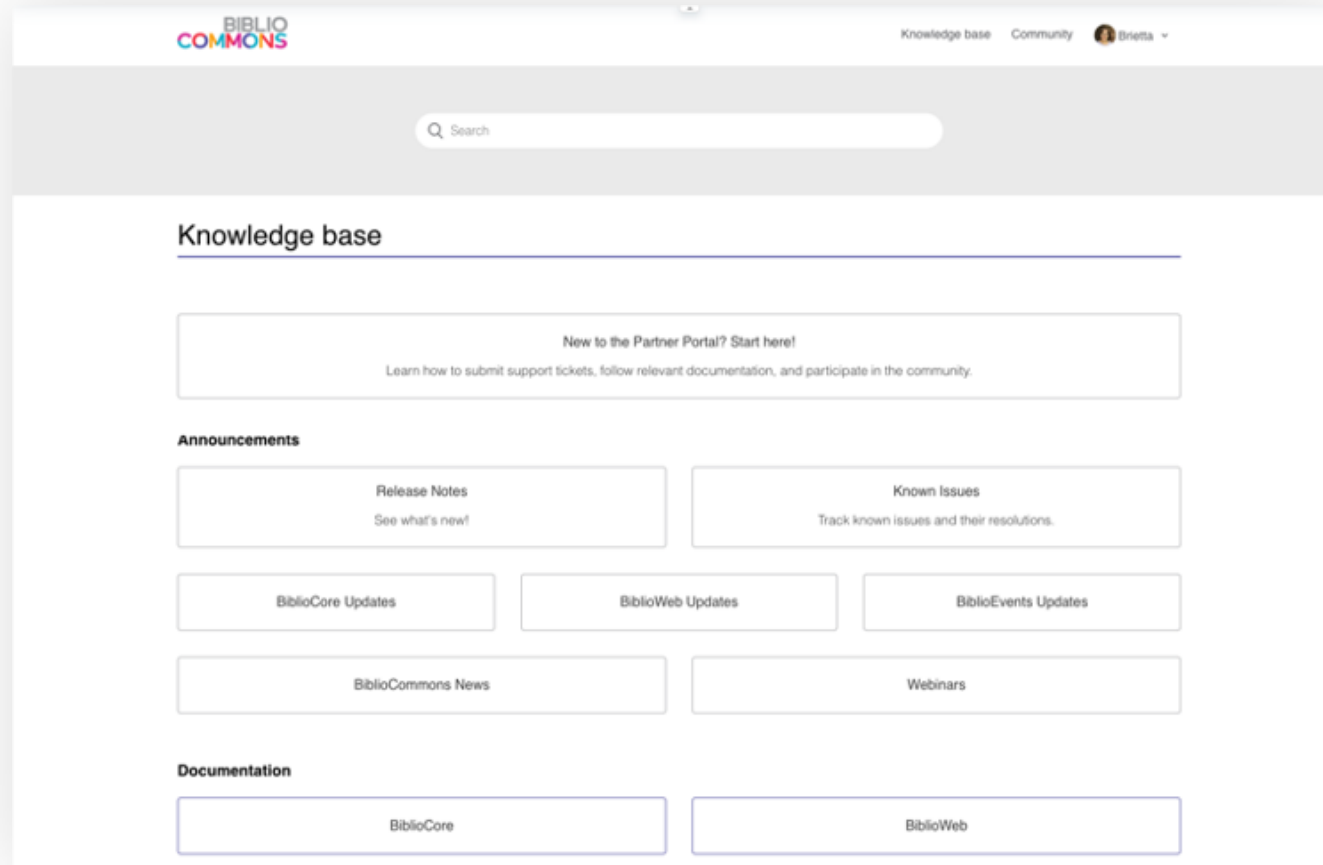 BIBLIO
COMMONS
Knowledge base Community Brietta
Search
Knowledge base
New to the Partner Portal? Start here!
Learn how to submit support tickets, follow relevant documentation, and participate in the community.
Announcements
Release Notes Known Issues
See what's new! Track known issues and their resolutions.
BiblioCore Updates BiblioWeb Updates BiblioEvents Updates
BiblioCommons News Webinars
Documentation
BiblioCore BiblioWeb